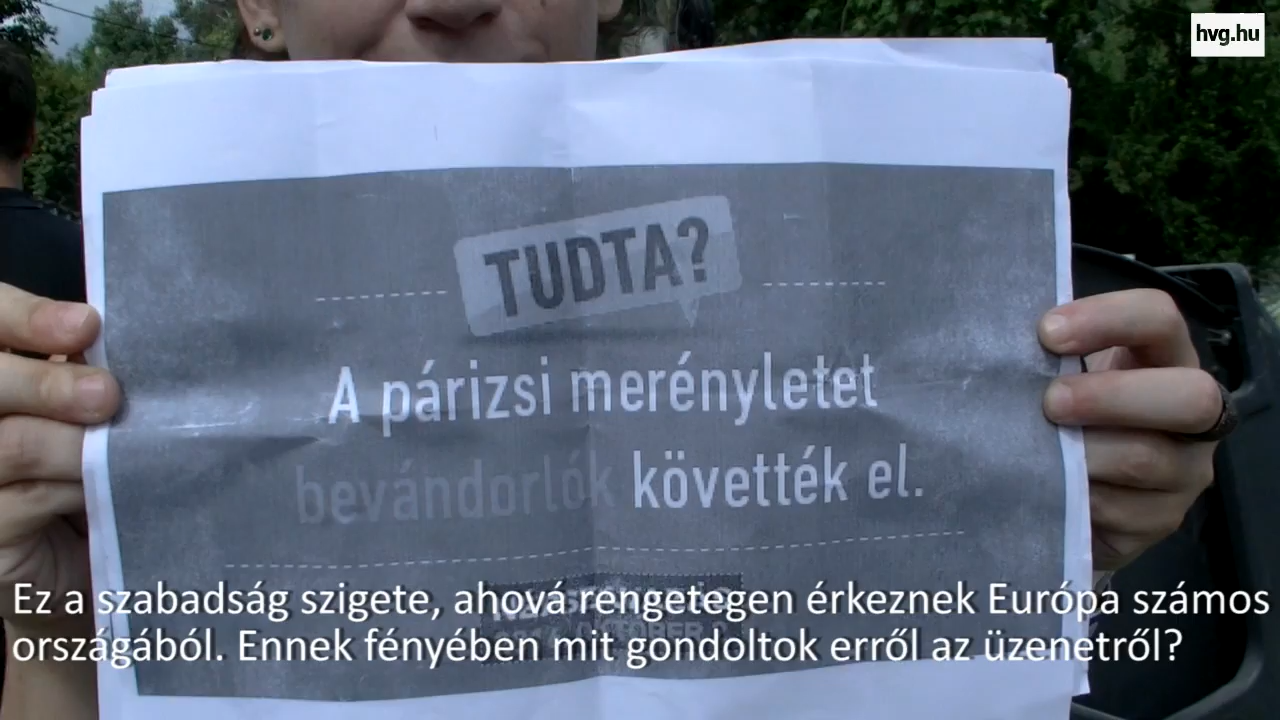 hvg.hu
TUDTA?
A párizsi merényletet
bevándorlók követték el.
Ez a szabadság szigete, ahová rengetegen érkeznek Európa számos
országából. Ennek fényében mit gondoltok erről az üzenetről?